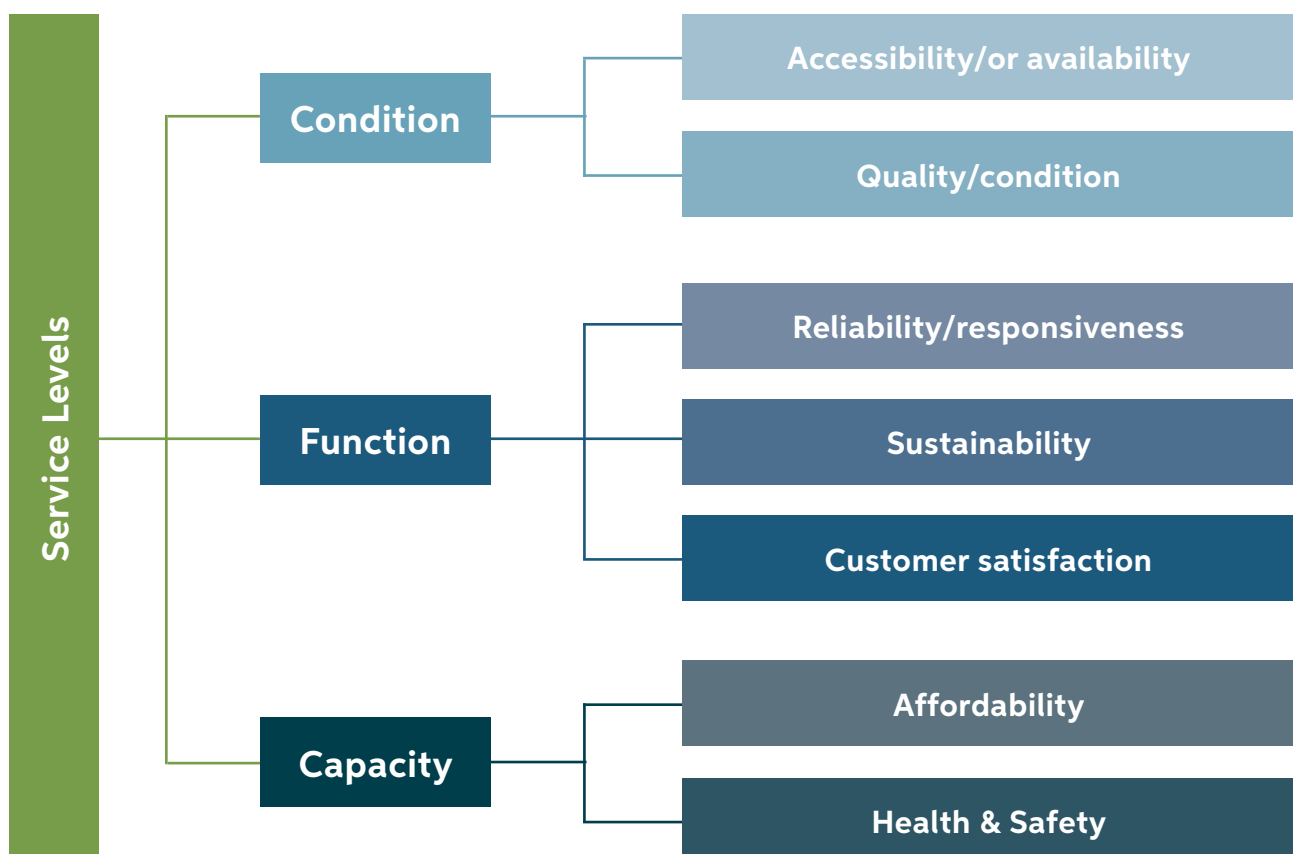 Service Levels
Condition
Accessibility/or availability
Quality/condition
Function
Reliability/responsiveness
Sustainability
Customer satisfaction
Capacity
Affordability
Health & Safety